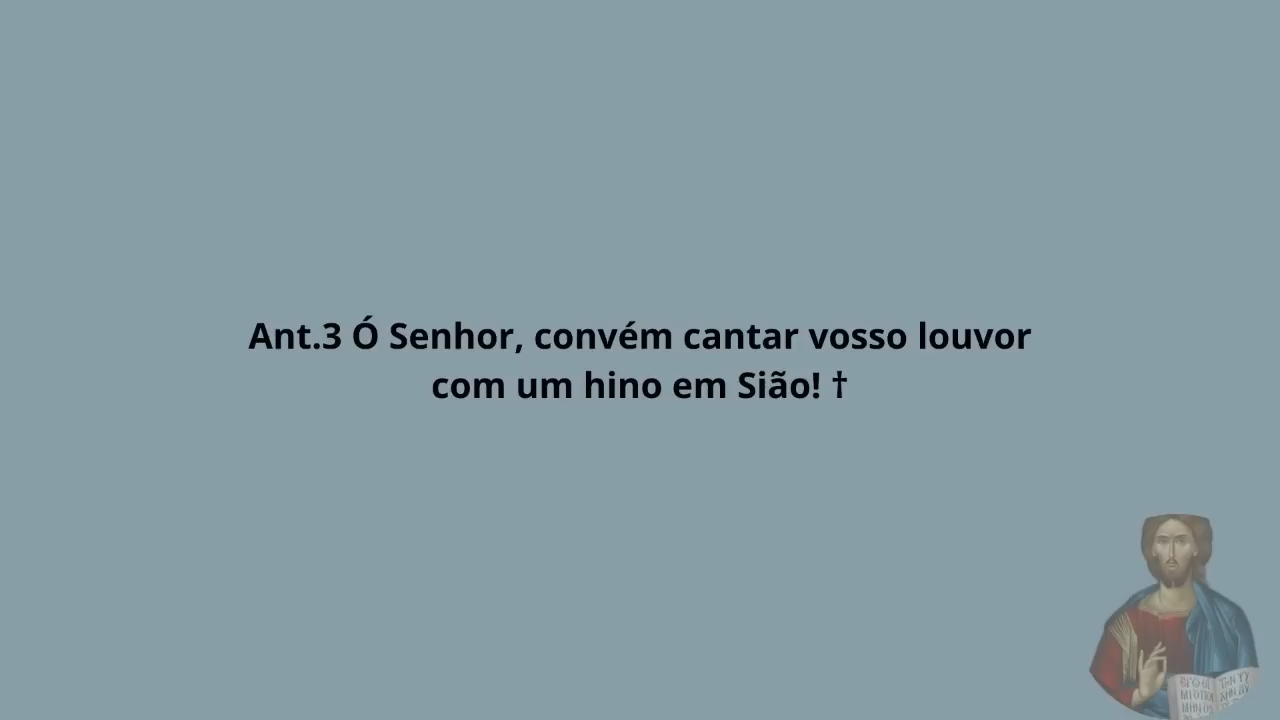 Ant.3 Ó Senhor, convém cantar vosso louvor
com um hino em Sião! †